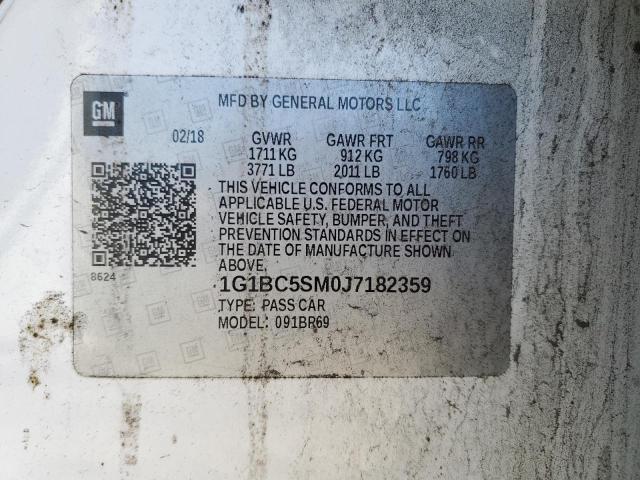 GM
MFD BY GENERAL MOTORS LLC
02/18 GVWR GAWR FRT GAWR RR
1711 KG 912 KG 798 KG
3771 LB 2011 LB 1760 LB
THIS VEHICLE CONFORMS TO ALL
APPLICABLE U.S. FEDERAL MOTOR
VEHICLE SAFETY, BUMPER, AND THEFT
PREVENTION STANDARDS IN EFFECT ON
THE DATE OF MANUFACTURE SHOWN
ABOVE.
8624
1G1BC5SM0J7182359
TYPE: PASS CAR
MODEL: 091BR69